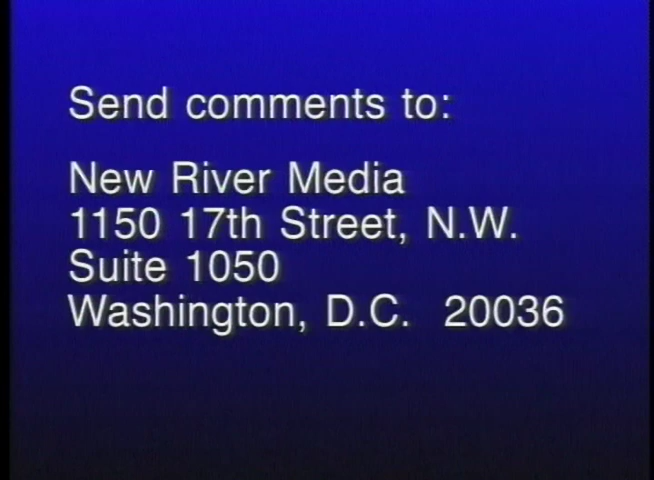 Send comments to:
New River Media
1150 17th Street, N.W.
Suite 1050
Washington, D.C. 20036